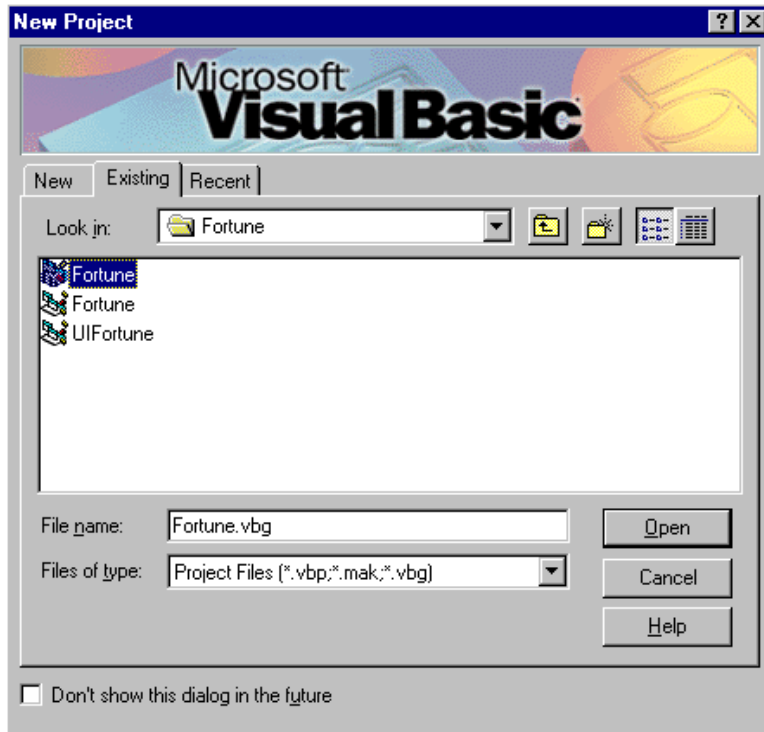 New Project
Microsoft
Visual Basic
New Existing Recent
Look in: Fortune
Fortune
Fortune
UIFortune
File name: Fortune.vbg Open
Files of type: Project Files (*.vbp;*.mak;*.vbg) Cancel
Help
Don't show this dialog in the future